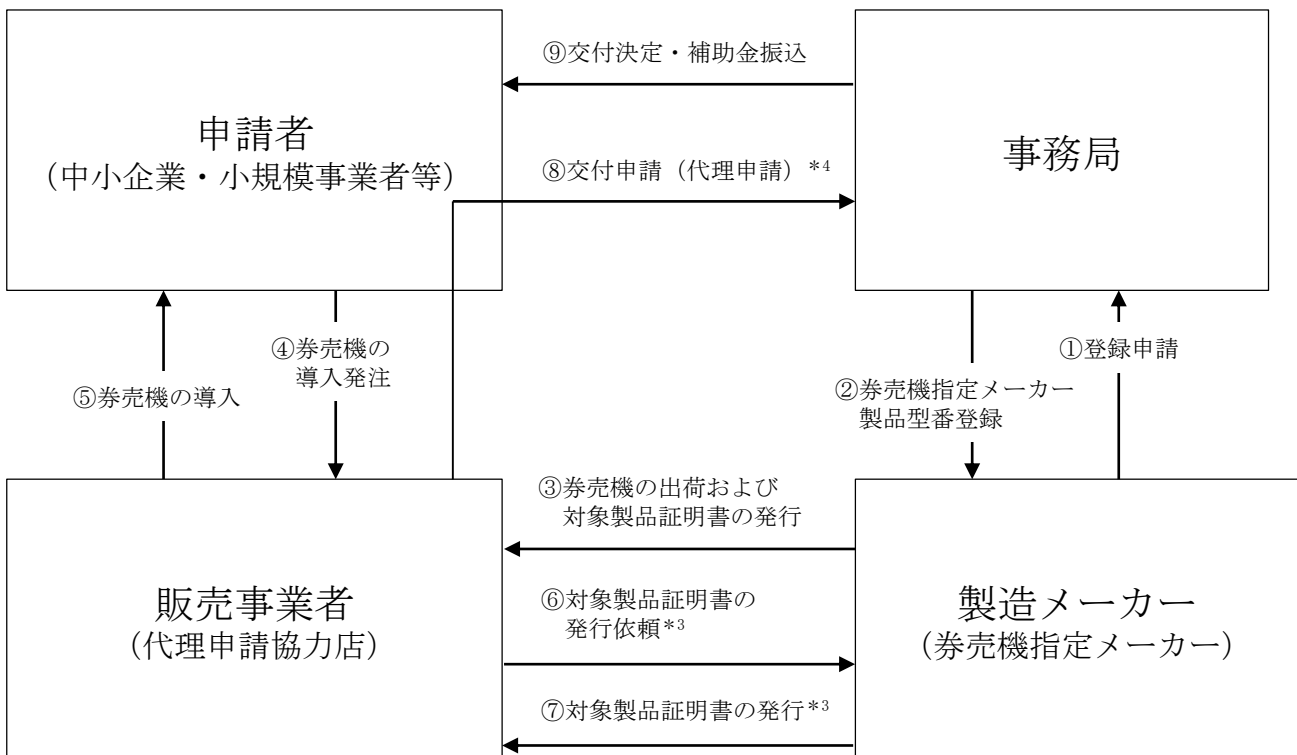 ⑨交付決定・補助金振込
申請者
（中小企業・小規模事業者等）
事務局
⑧交付申請（代理申請）*4
④券売機の
導入発注
①登録申請
⑤券売機の導入
②券売機指定メーカー
製品型番登録
③券売機の出荷および
対象製品証明書の発行
販売事業者
（代理申請協力店）
⑥対象製品証明書の
発行依頼*3
製造メーカー
（券売機指定メーカー）
⑦対象製品証明書の発行*3